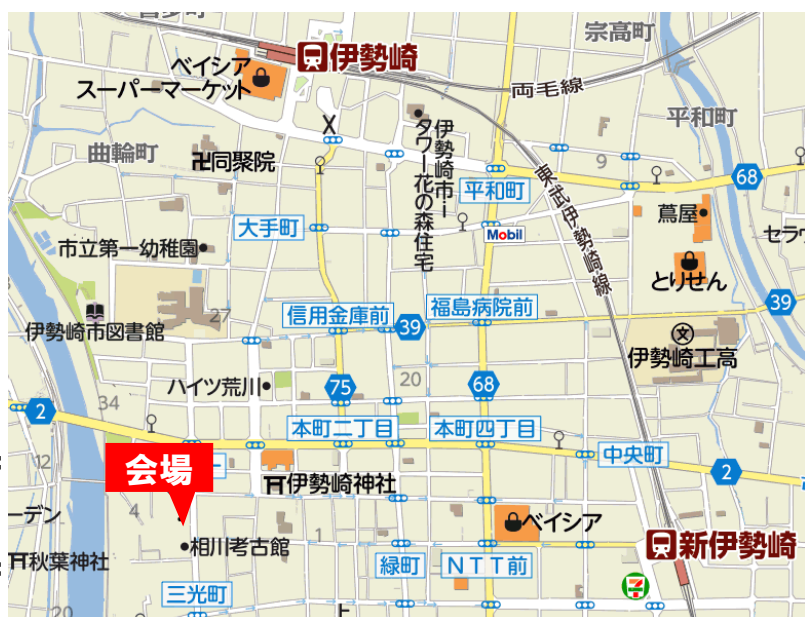 宗高町
伊勢崎
ベイシア
スーパーマーケット
両毛線
平和町
曲輪町
卍同聚院
伊勢崎市i
タワー花の森住宅
9
68
平和町
東武伊勢崎線
蔦屋
大手町
Mobil
セラ
市立第一幼稚園
とりせん
27
信用金庫前
39
福島病院前
39
伊勢崎市図書館
文
伊勢崎工高
ハイツ荒川
75
20
68
34
2
本町二丁目
本町四丁目
中央町
2
会場
12
伊勢崎神社
4
ーデン
1
ベイシア
新伊勢崎
相川考古館
秋葉神社
緑町
NTT前
三光町
20